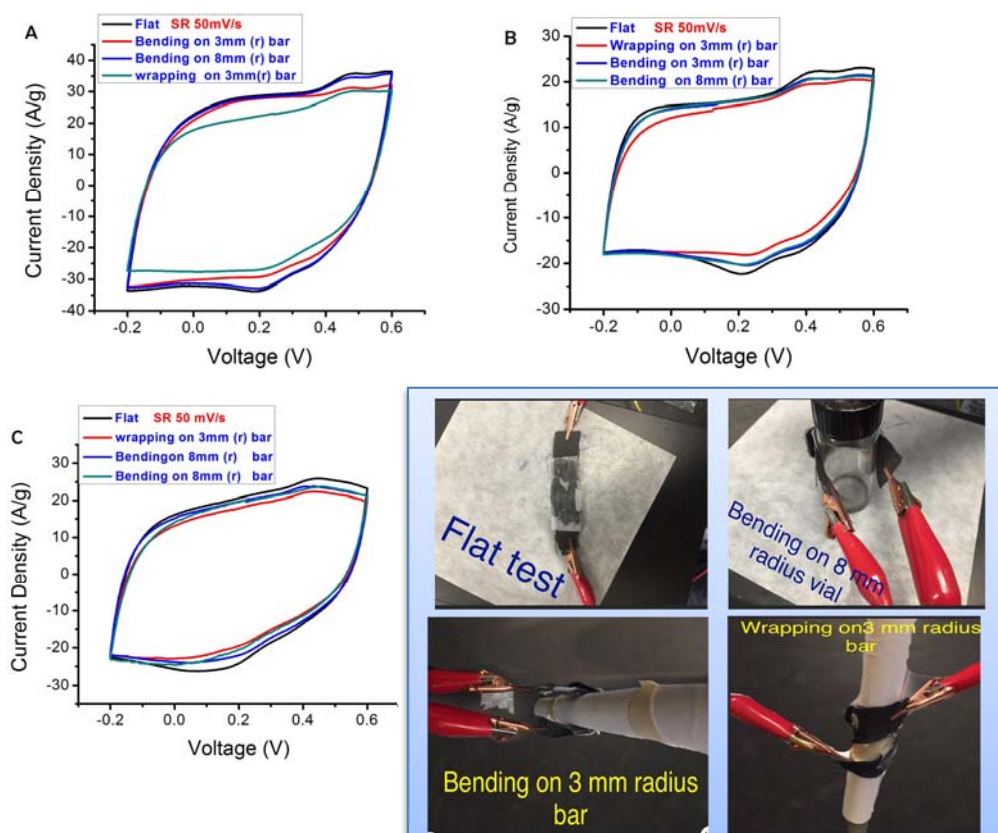 A
Flat SR 50mV/s
Bending on 3mm (r) bar
Bending on 8mm (r) bar
wrapping on 3mm(r) bar
40
30
20
10
0
-10
-20
-30
-40
Current Density (A/g)
-0.2 0.0 0.2 0.4 0.6
Voltage (V)
B
Flat SR 50mV/s
Wrapping on 3mm (r) bar
Bending on 3mm (r) bar
Bending on 8mm (r) bar
30
20
10
0
-10
-20
-30
Current Density (A/g)
-0.2 0.0 0.2 0.4 0.6
Voltage (V)
C
Flat SR 50 mV/s
wrapping on 3mm (r) bar
Bendingon 8mm (r) bar
Bending on 8mm (r) bar
30
20
10
0
-10
-20
-30
Current Density (A/g)
-0.2 0.0 0.2 0.4 0.6
Voltage (V)
Flat test
Bending on 8 mm
radius vial
Bending on 3 mm radius
bar
Wrapping on3 mm radius
bar